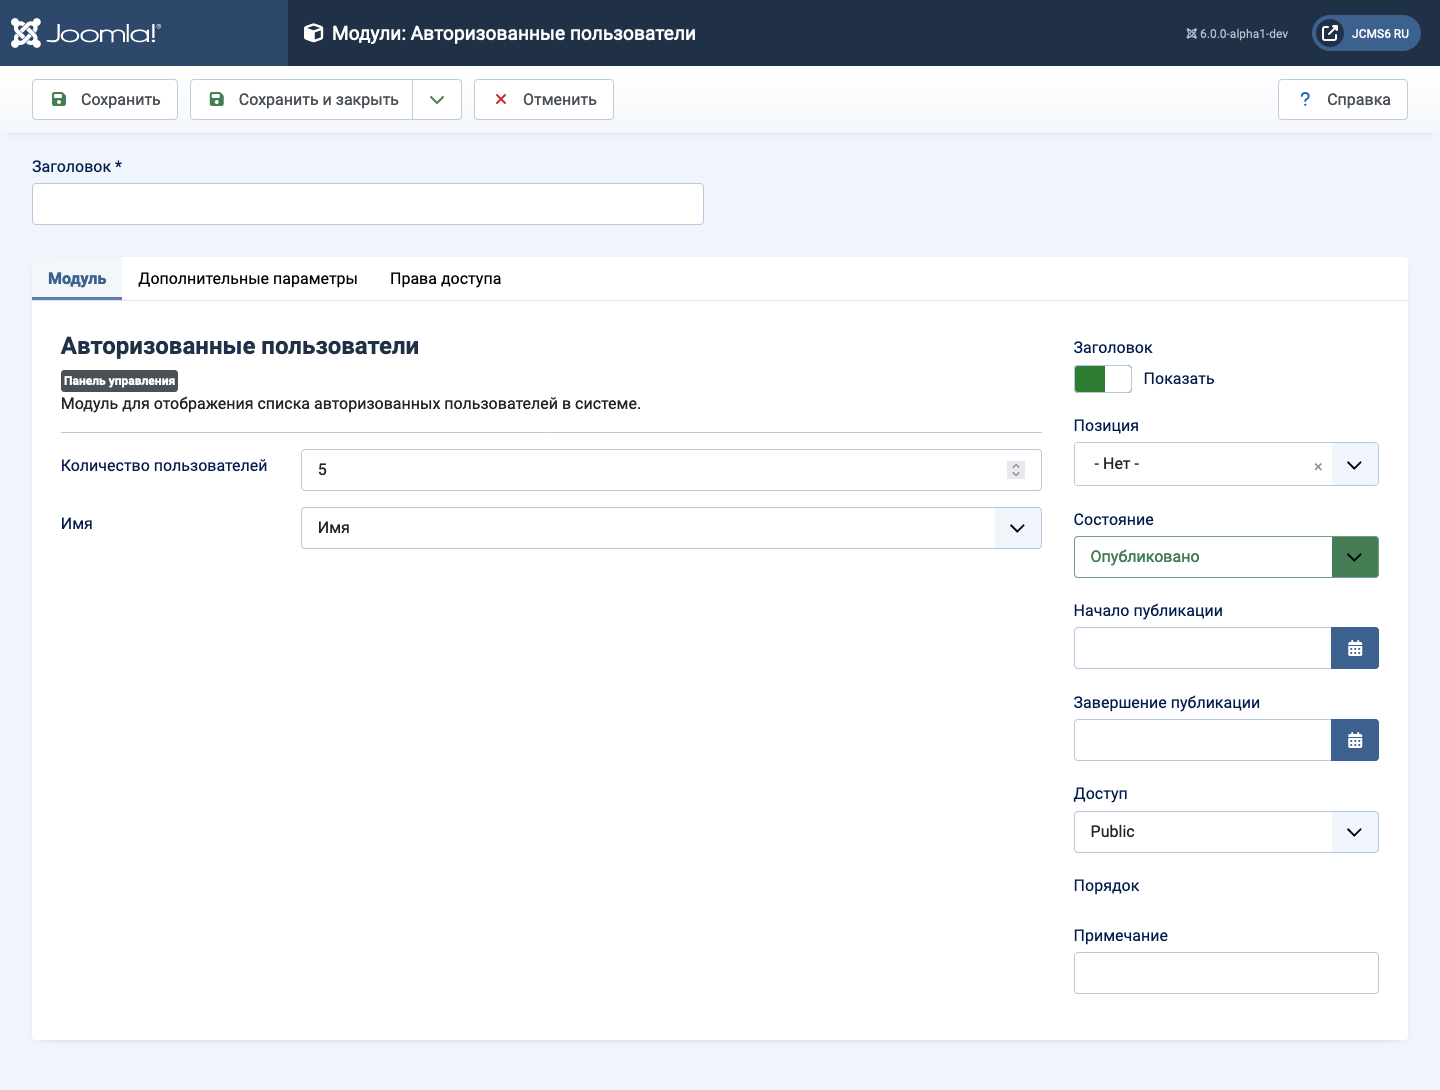 Joomla!®
Модули: Авторизованные пользователи
6.0.0-alpha1-dev
JCMS6 RU
Сохранить
Сохранить и закрыть
Отменить
? Справка
Заголовок *
Модуль
Дополнительные параметры
Права доступа
Авторизованные пользователи
Панель управления
Модуль для отображения списка авторизованных пользователей в системе.
Количество пользователей
5
Имя
Имя
Заголовок
Показать
Позиция
- Нет -
×
Состояние
Опубликовано
Начало публикации
Завершение публикации
Доступ
Public
Порядок
Примечание